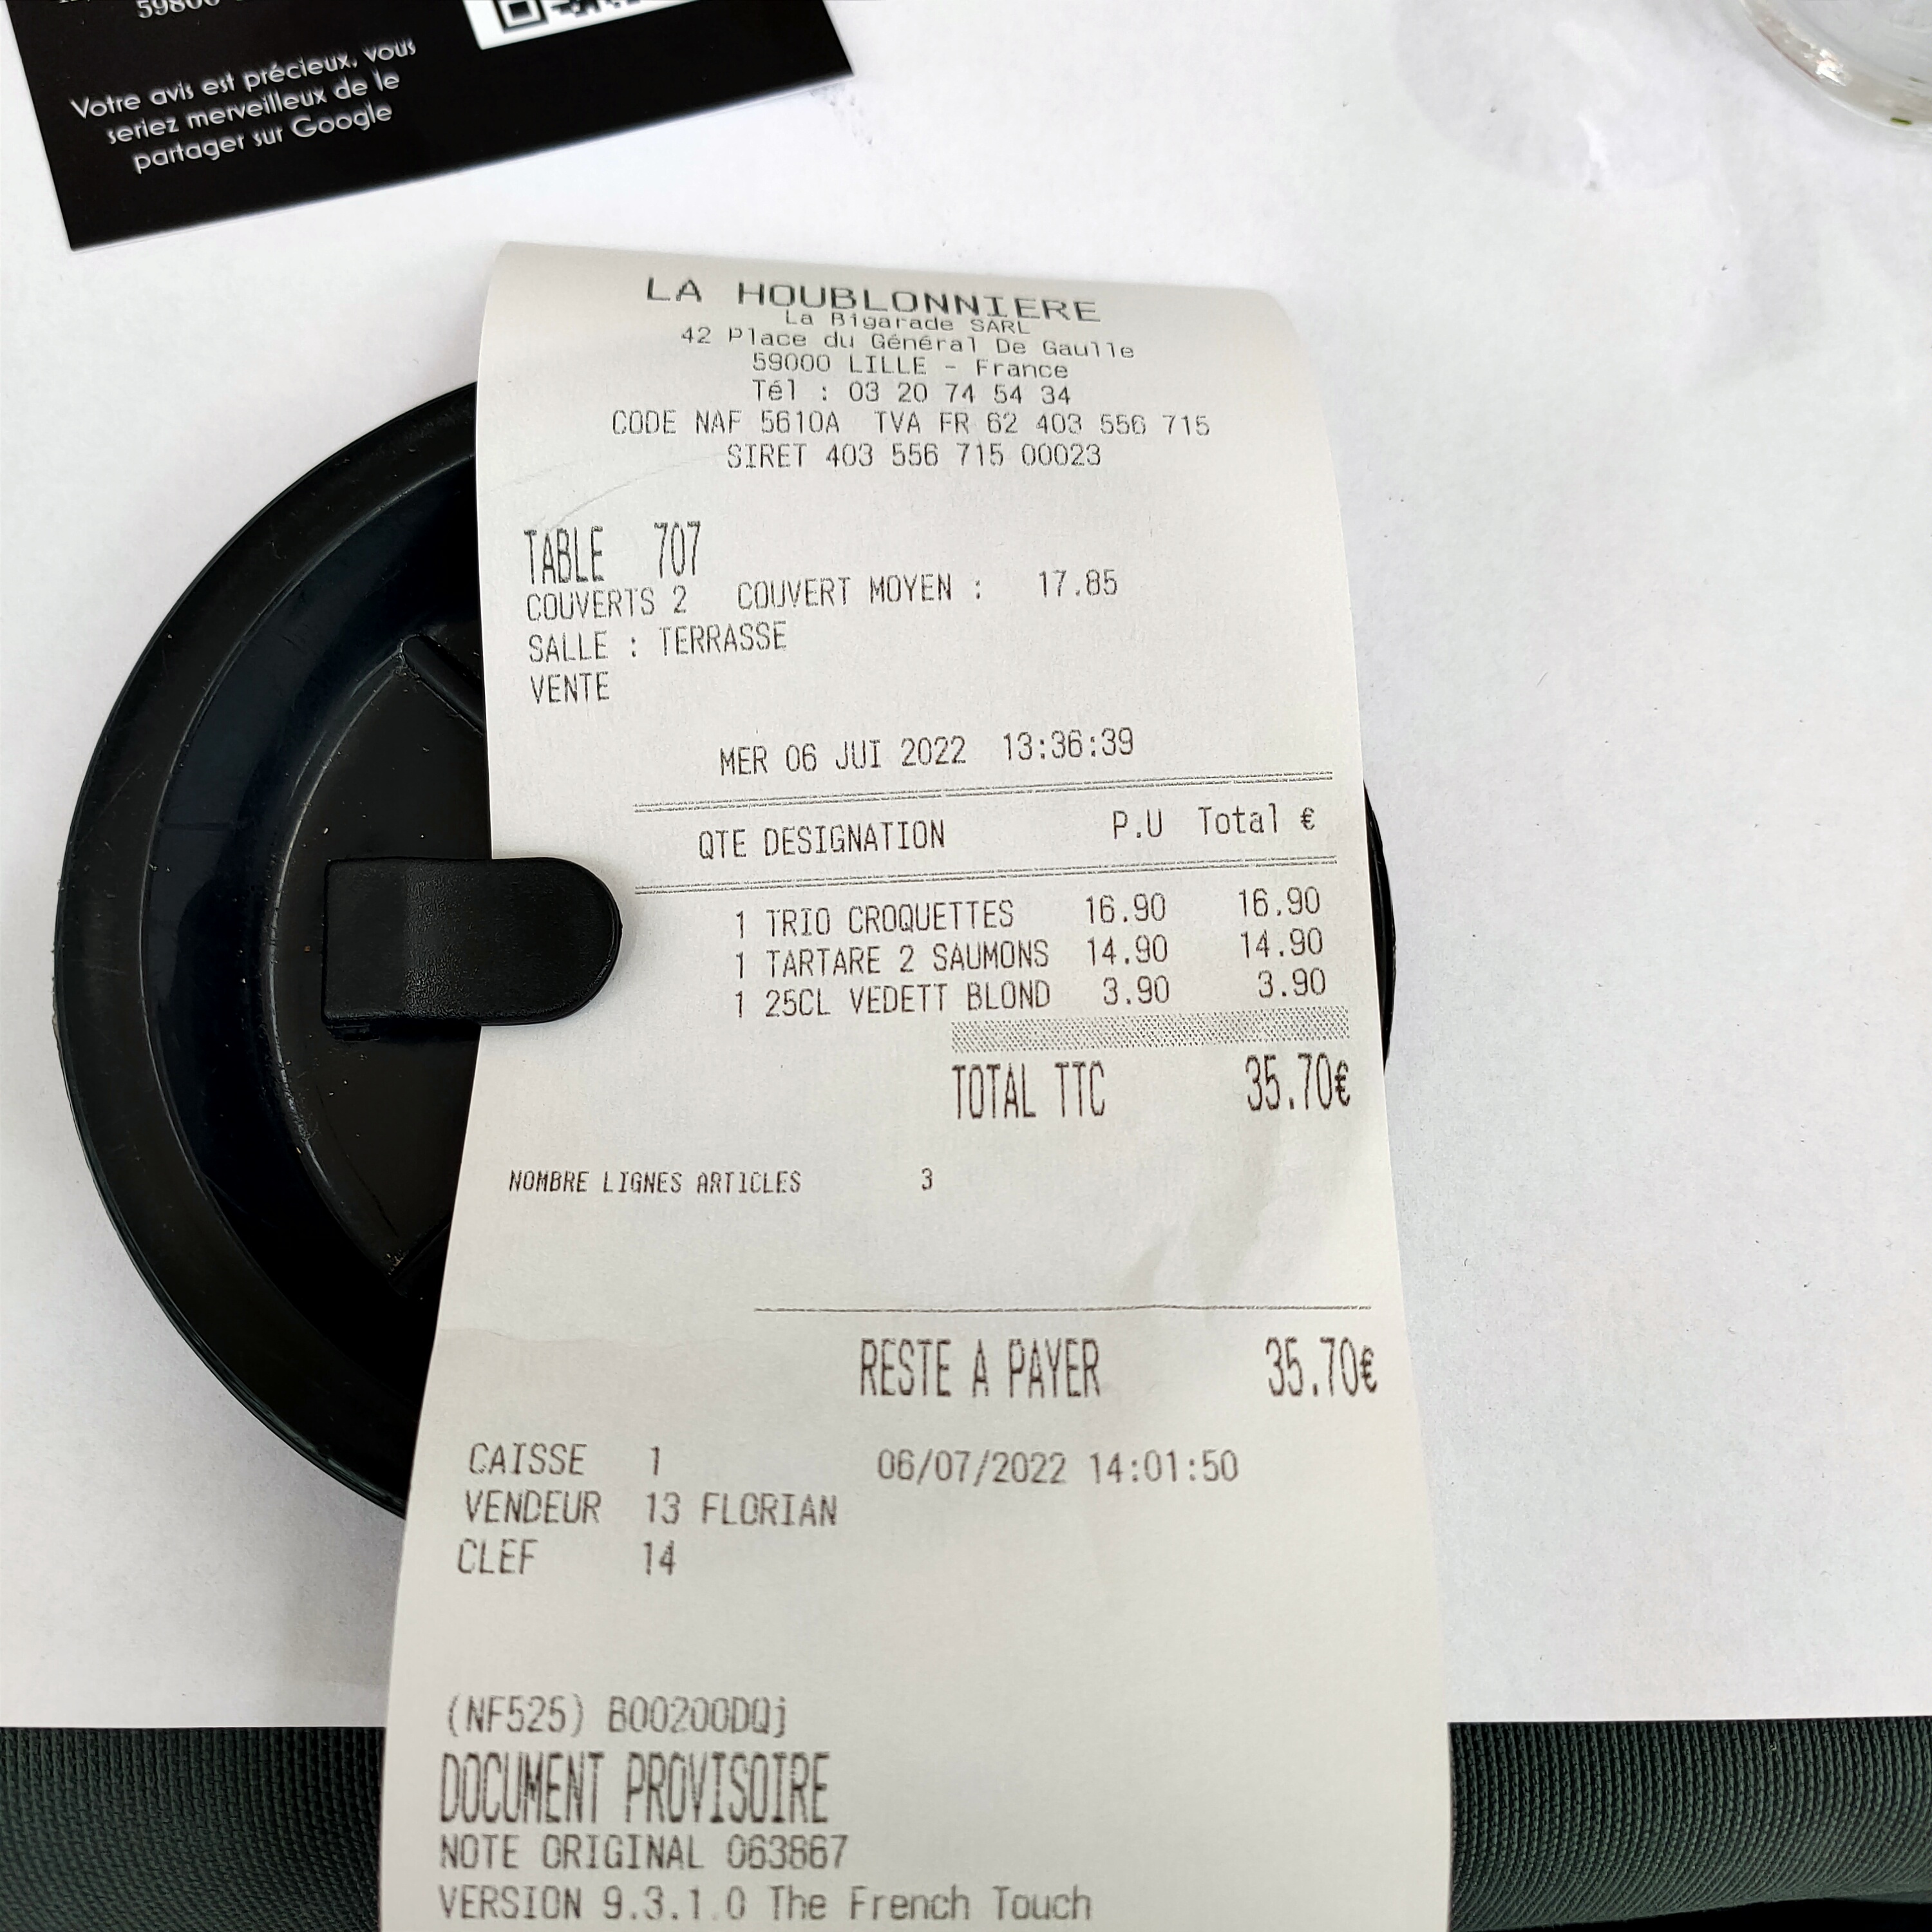 Votre avis est précieux, vous
seriez merveilleux de le
partager sur Google
LA HOUBLONNIERE
La Bigarade SARL
42 Place du Général De Gaulle
59000 LILLE - France
Tél : 03 20 74 54 34
CODE NAF 5610A TVA FR 62 403 556 715
SIRET 403 556 715 00023
TABLE 707
COUVERTS 2 COUVERT MOYEN : 17.85
SALLE : TERRASSE
VENTE
MER 06 JUI 2022 13:36:39
QTE DESIGNATION P.U Total €
1 TRIO CROQUETTES 16.90 16.90
1 TARTARE 2 SAUMONS 14.90 14.90
1 25CL VEDETT BLOND 3.90 3.90
TOTAL TTC 35.70€
NOMBRE LIGNES ARTICLES 3
RESTE A PAYER 35.70€
CAISSE 1 06/07/2022 14:01:50
VENDEUR 13 FLORIAN
CLEF 14
(NF525) B00200DQj
DOCUMENT PROVISOIRE
NOTE ORIGINAL 063867
VERSION 9.3.1.0 The French Touch